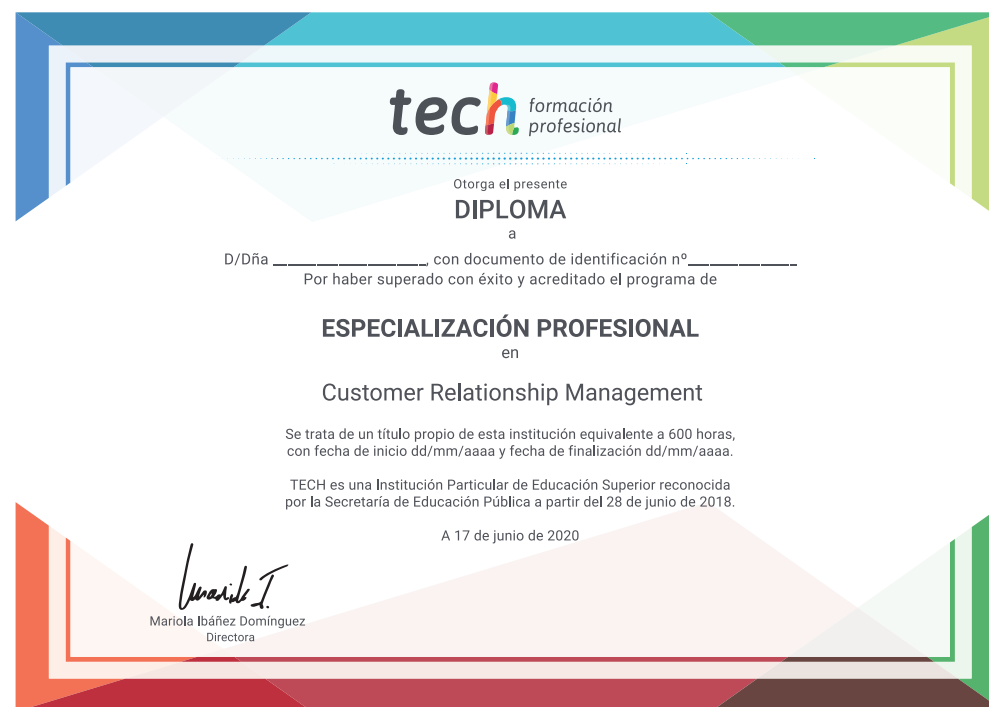 tech formación
profesional
Otorga el presente
DIPLOMA
a
D/Dña ____________________, con documento de identificación nº______________
Por haber superado con éxito y acreditado el programa de
ESPECIALIZACIÓN PROFESIONAL
en
Customer Relationship Management
Se trata de un título propio de esta institución equivalente a 600 horas,
con fecha de inicio dd/mm/aaaa y fecha de finalización dd/mm/aaaa.
TECH es una Institución Particular de Educación Superior reconocida
por la Secretaría de Educación Pública a partir del 28 de junio de 2018.
A 17 de junio de 2020
Mariola Ibáñez Domínguez
Directora